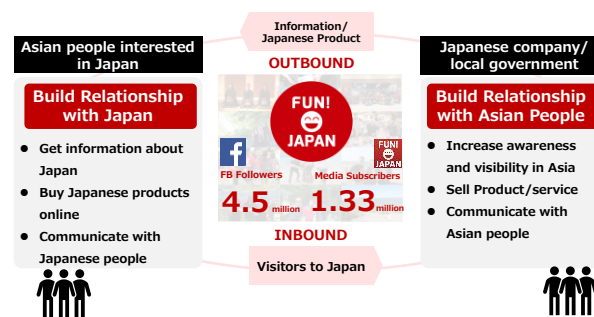 Information/
Japanese Product
OUTBOUND
Asian people interested
in Japan
Build Relationship
with Japan
● Get information about
Japan
● Buy Japanese products
online
● Communicate with
Japanese people
FUN!
JAPAN
FUN!
JAPAN
FB Followers
Media Subscribers
4.5 million
1.33 million
INBOUND
Visitors to Japan
Japanese company/
local government
Build Relationship
with Asian People
● Increase awareness
and visibility in Asia
● Sell Product/service
● Communicate with
Asian people